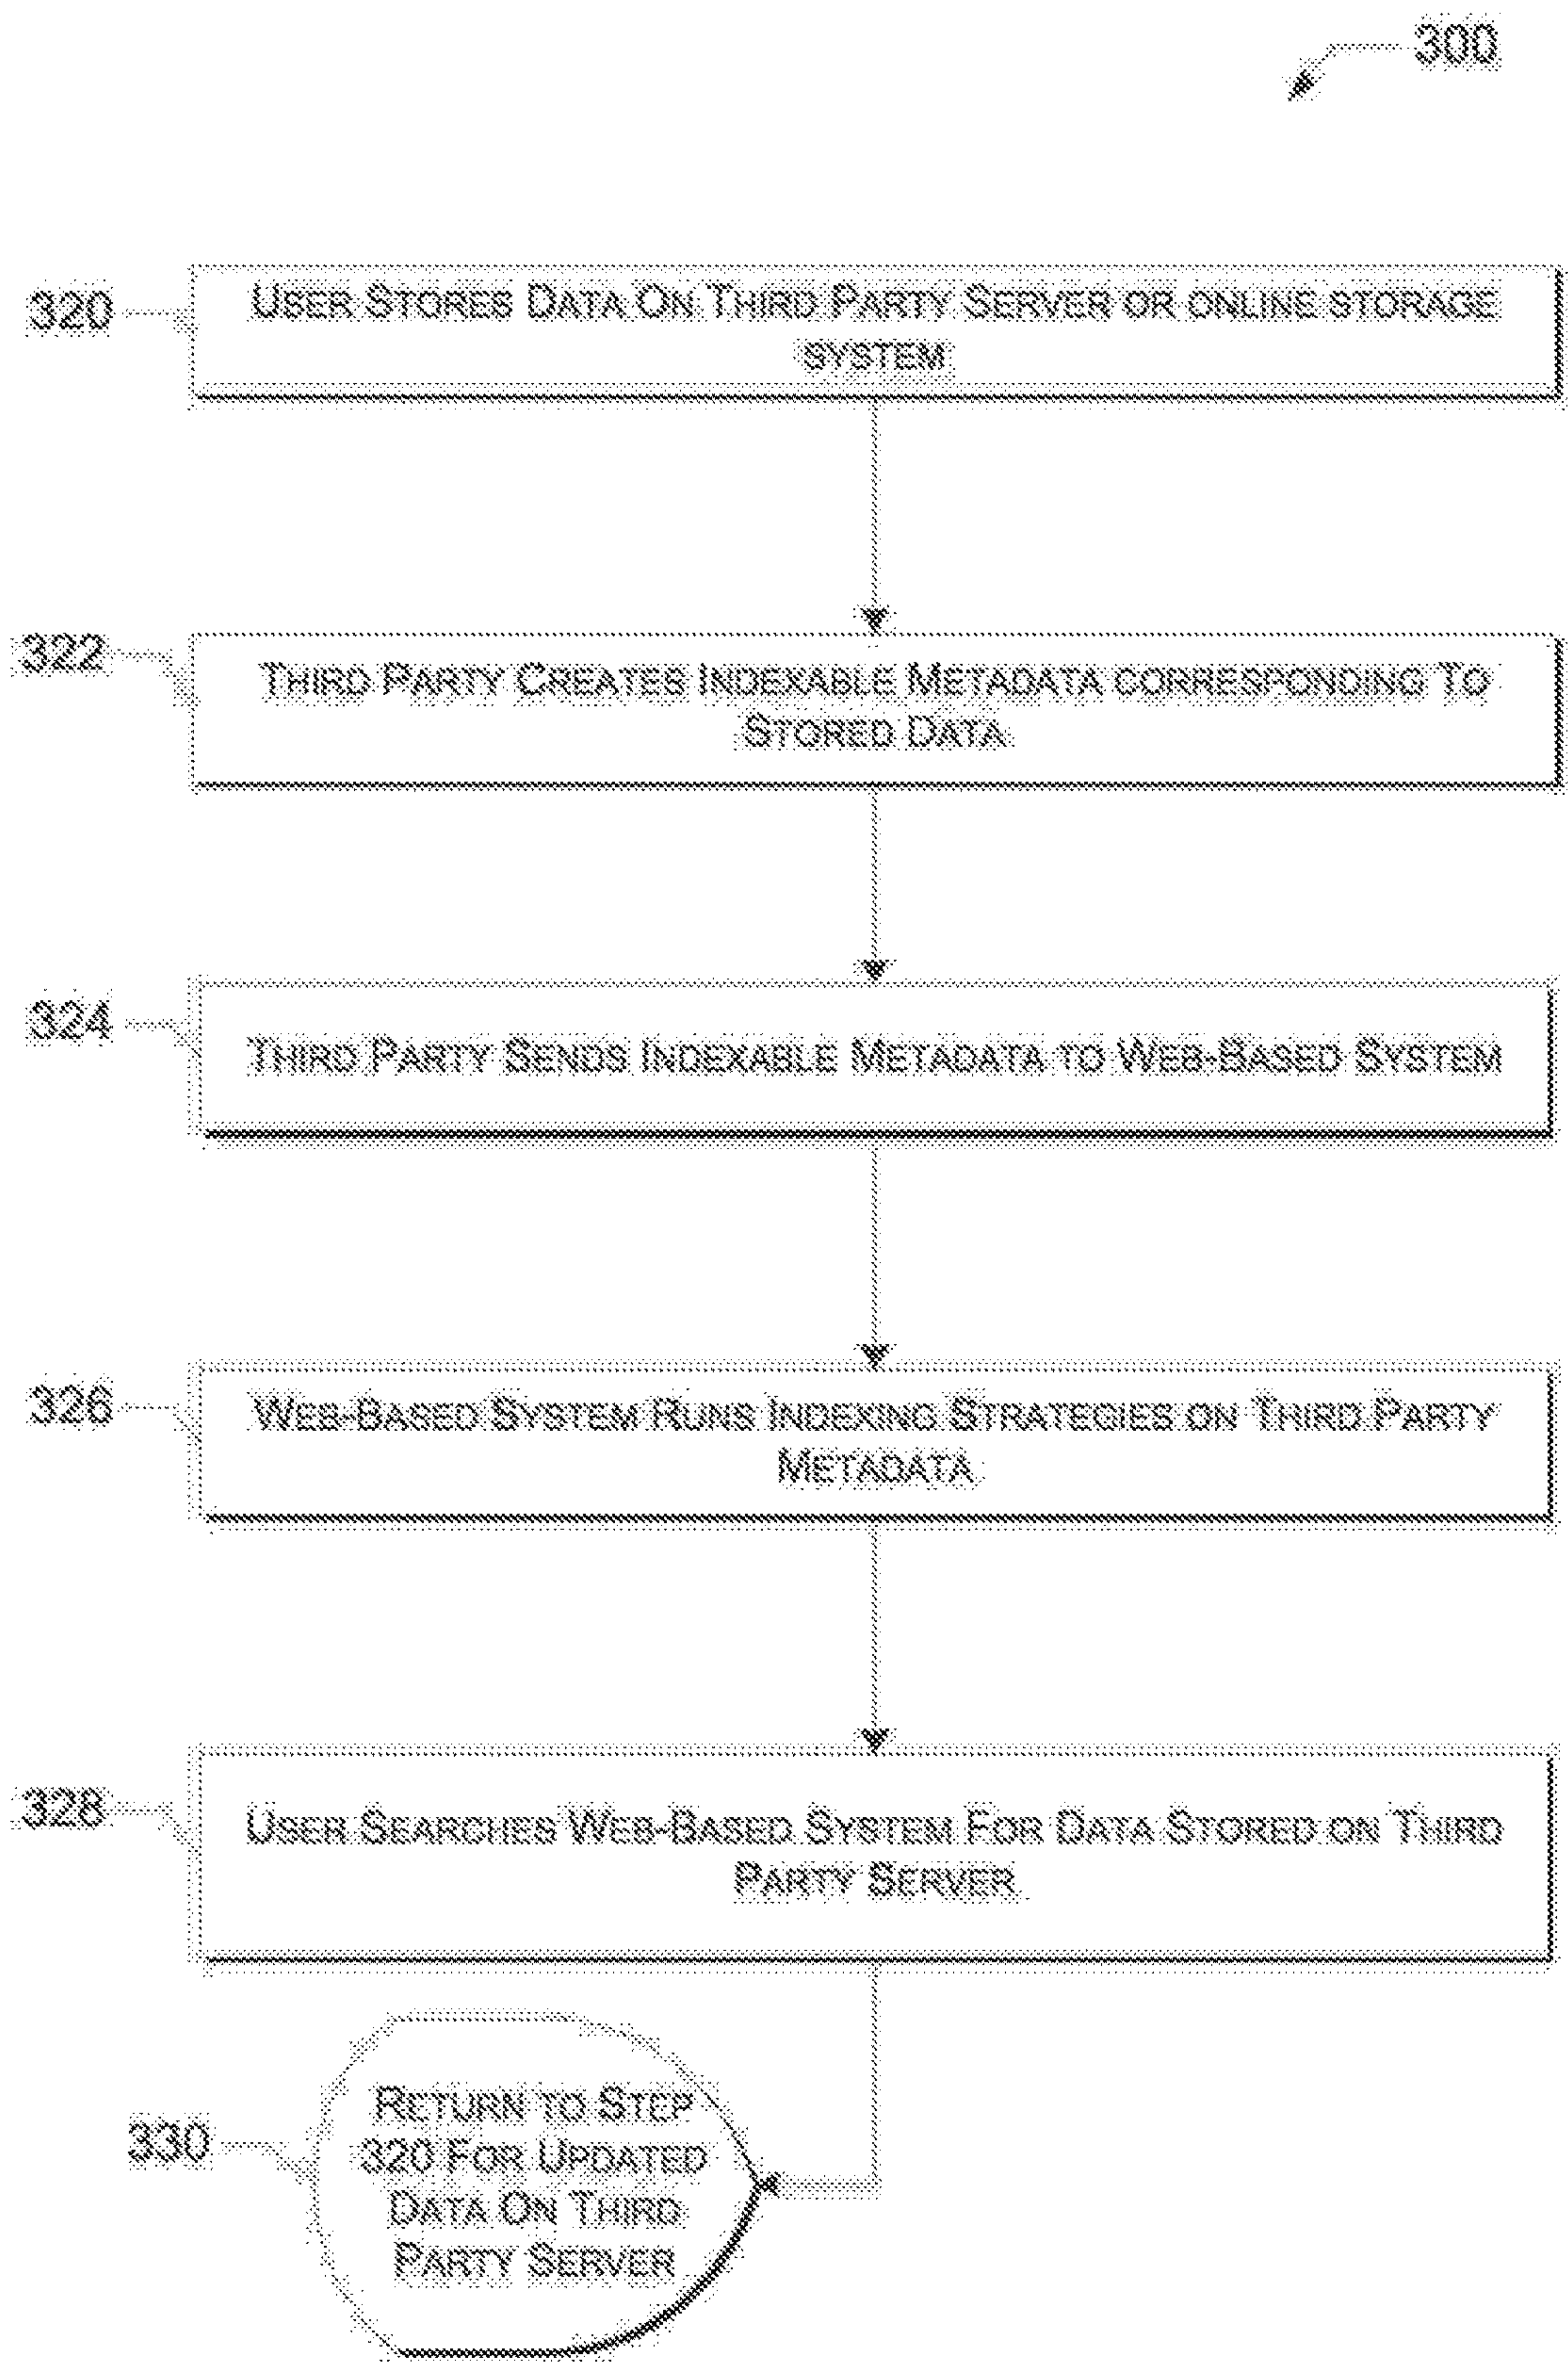 300
320
USER STORES DATA ON THIRD PARTY SERVER OR ONLINE STORAGE
SYSTEM
322
THIRD PARTY CREATES INDEXABLE METADATA CORRESPONDING TO
STORED DATA
324
THIRD PARTY SENDS INDEXABLE METADATA TO WEB-BASED SYSTEM
326
WEB-BASED SYSTEM RUNS INDEXING STRATEGIES ON THIRD PARTY
METADATA
328
USER SEARCHES WEB-BASED SYSTEM FOR DATA STORED ON THIRD
PARTY SERVER
330
RETURN TO STEP
320 FOR UPDATED
DATA ON THIRD
PARTY SERVER